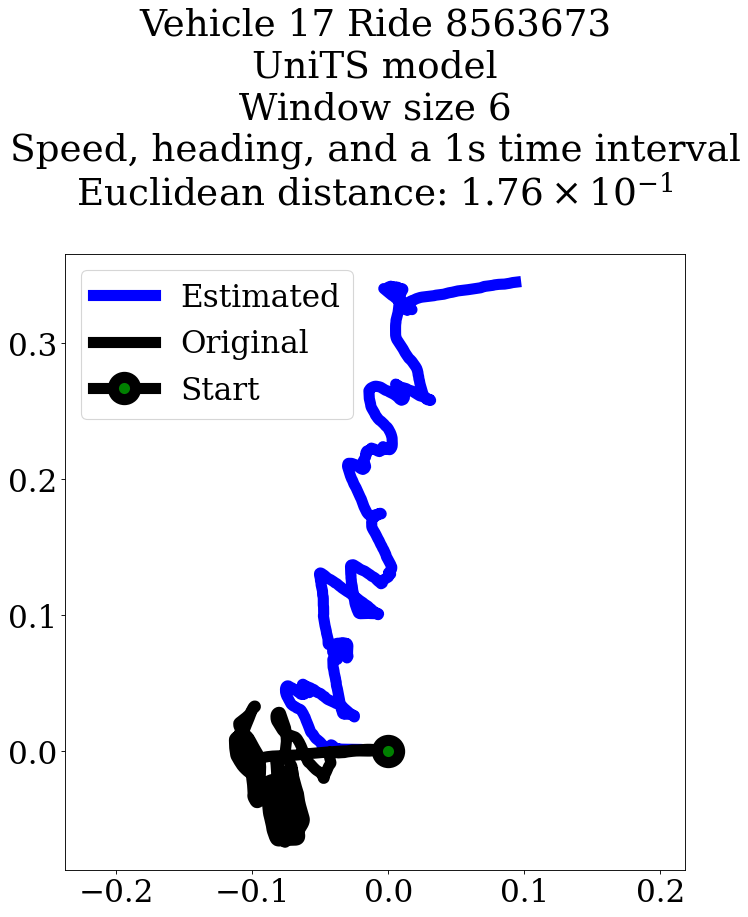 Vehicle 17 Ride 8563673
UniTS model
Window size 6
Speed, heading, and a 1s time interval
Euclidean distance: 1.76 × 10⁻¹
Estimated
Original
Start
0.3
0.2
0.1
0.0
−0.2 −0.1 0.0 0.1 0.2